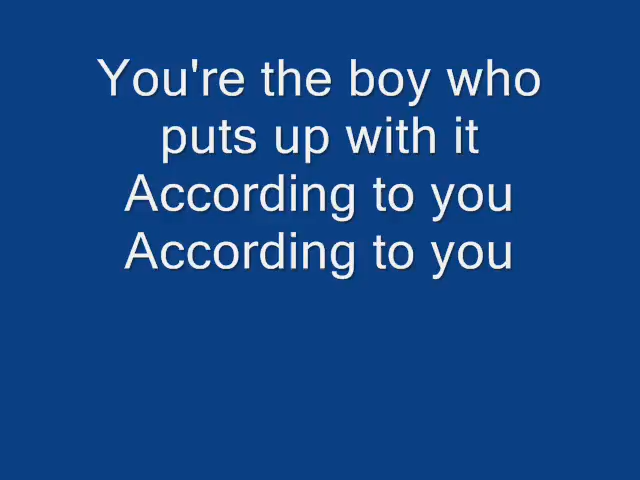 You're the boy who
puts up with it
According to you
According to you